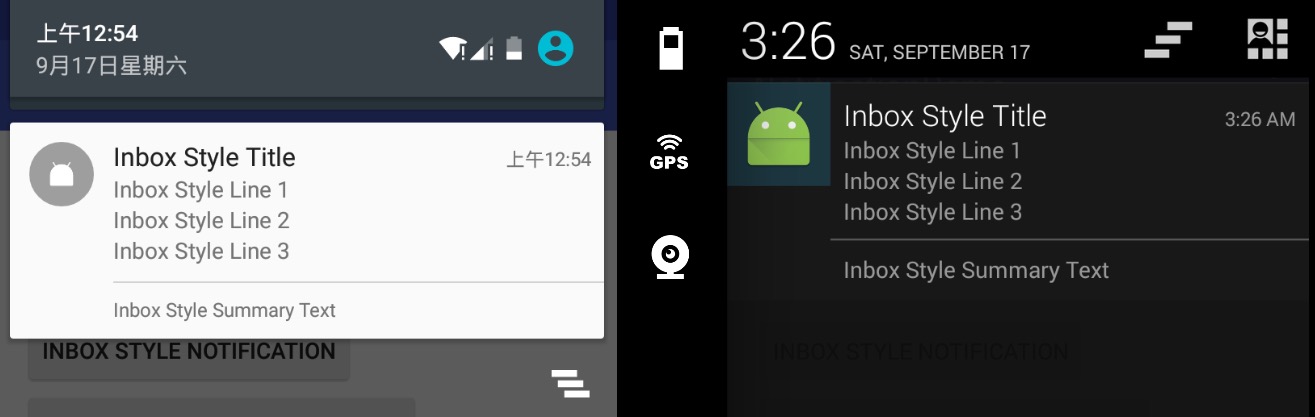 上午12:54
9月17日星期六
Inbox Style Title
上午12:54
Inbox Style Line 1
Inbox Style Line 2
Inbox Style Line 3
Inbox Style Summary Text
INBOX STYLE NOTIFICATION
GPS
3:26 SAT, SEPTEMBER 17
Inbox Style Title
3:26 AM
Inbox Style Line 1
Inbox Style Line 2
Inbox Style Line 3
Inbox Style Summary Text
INBOX STYLE NOTIFICATION